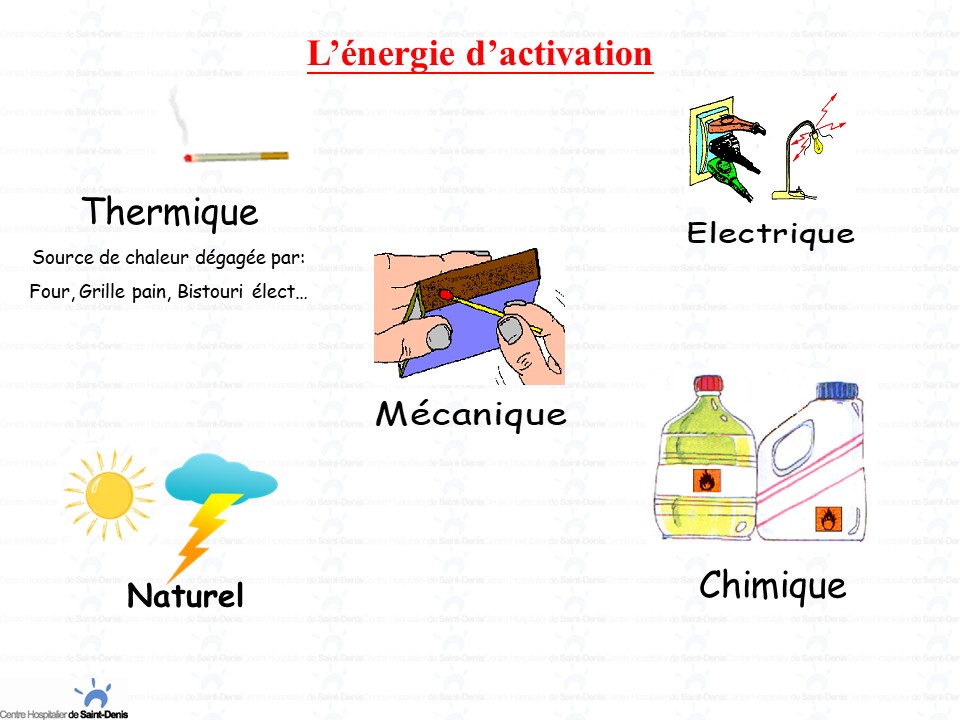 L’énergie d’activation
Thermique
Source de chaleur dégagée par:
Four, Grille pain, Bistouri élect…
Electrique
Mécanique
Naturel
Chimique
Centre Hospitalier de Saint-Denis